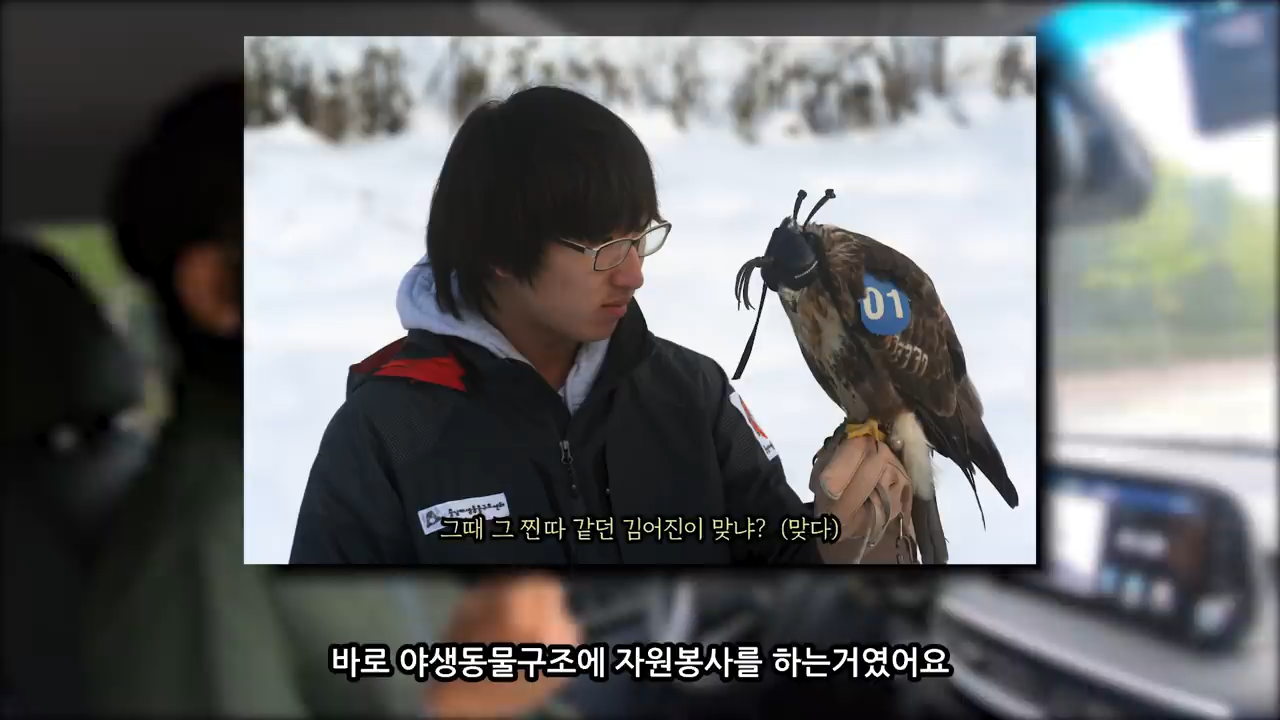 01
그때 그 찐따 같던 김어진이 맞냐? (맞다)
바로 야생동물구조에 자원봉사를 하는거였어요